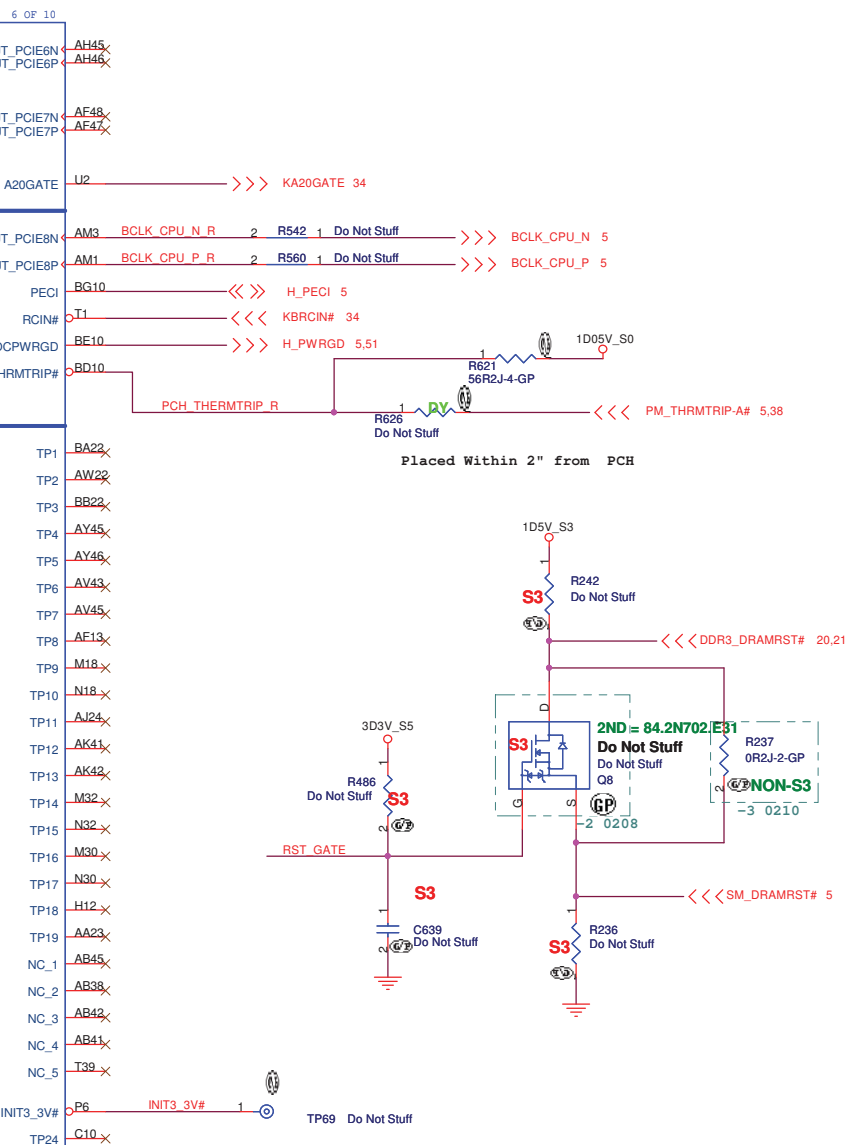 6 OF 10
T_PCIE6N AH45
UT_PCIE6P AH46
T_PCIE7N AF48
UT_PCIE7P AF47
A20GATE U2 KA20GATE 34
T_PCIE8N AM3 BCLK_CPU_N_R 2 R542 1 Do Not Stuff BCLK_CPU_N 5
UT_PCIE8P AM1 BCLK_CPU_P_R 2 R560 1 Do Not Stuff BCLK_CPU_P 5
PECI BG10 H_PECI 5
RCIN# T1 KBRCIN# 34
OCPWRGD BE10 H_PWRGD 5,51
HRMTRIP# BD10
1D05V_S0
1
R621
56R2J-4-GP
PCH_THERMTRIP_R 1 DY PM_THRMTRIP-A# 5,38
R626
Do Not Stuff
Placed Within 2" from PCH
TP1 BA22
TP2 AW22
TP3 BB22
TP4 AY45
TP5 AY46
TP6 AV43
TP7 AV45
TP8 AF13
TP9 M18
TP10 N18
TP11 AJ24
TP12 AK41
TP13 AK42
TP14 M32
TP15 N32
TP16 M30
TP17 N30
TP18 H12
TP19 AA23
NC_1 AB45
NC_2 AB38
NC_3 AB42
NC_4 AB41
NC_5 T39
INIT3_3V# P6 INIT3_3V# 1
TP69 Do Not Stuff
TP24 C10
1D5V_S3
1
R242
S3 Do Not Stuff
DDR3_DRAMRST# 20,21
D
2ND = 84.2N702.E31
S3 Do Not Stuff
Do Not Stuff
Q8
G S GP
-2 0208
1
R237
0R2J-2-GP
2 NON-S3
-3 0210
3D3V_S5
1
R486
Do Not Stuff S3
2 G/P
RST_GATE
S3
1
C639
2 G/P Do Not Stuff
SM_DRAMRST# 5
1
R236
S3 Do Not Stuff